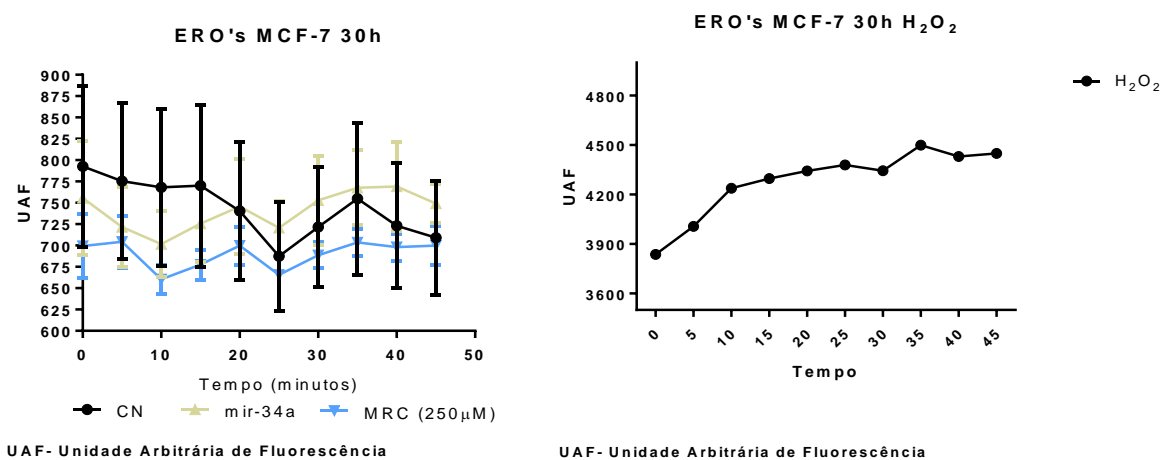 ERO's MCF-7 30h
900
875
850
825
800
775
750
725
700
675
650
625
600
UAF
0 10 20 30 40 50
Tempo (minutos)
CN mir-34a MRC (250μM)
UAF- Unidade Arbitrária de Fluorescência
ERO's MCF-7 30h H₂O₂
4800
4500
4200
3900
3600
UAF
0 5 10 15 20 25 30 35 40 45
Tempo
H₂O₂
UAF- Unidade Arbitrária de Fluorescência